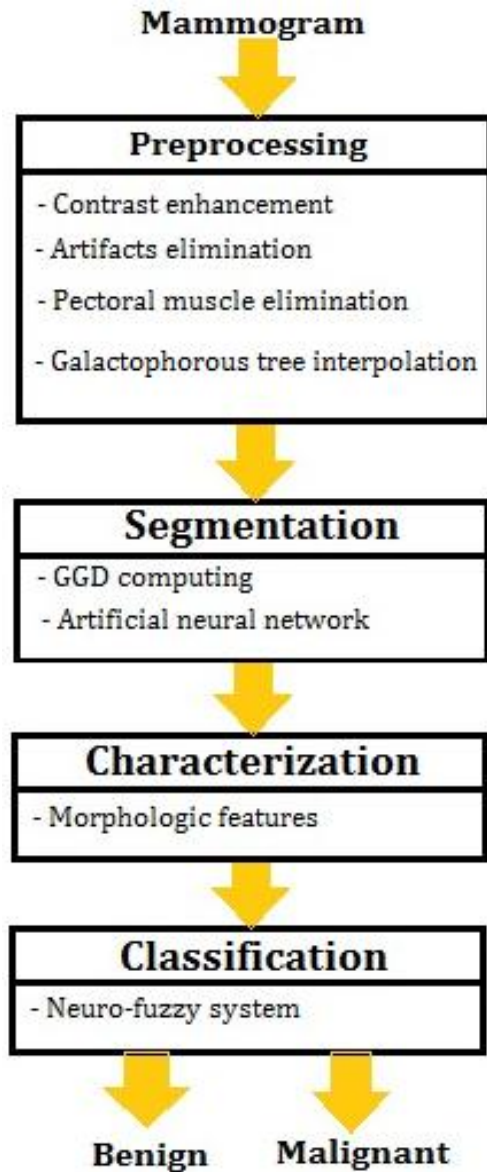 Mammogram
Preprocessing
- Contrast enhancement
- Artifacts elimination
- Pectoral muscle elimination
- Galactophorous tree interpolation
Segmentation
- GGD computing
- Artificial neural network
Characterization
- Morphologic features
Classification
- Neuro-fuzzy system
Benign Malignant